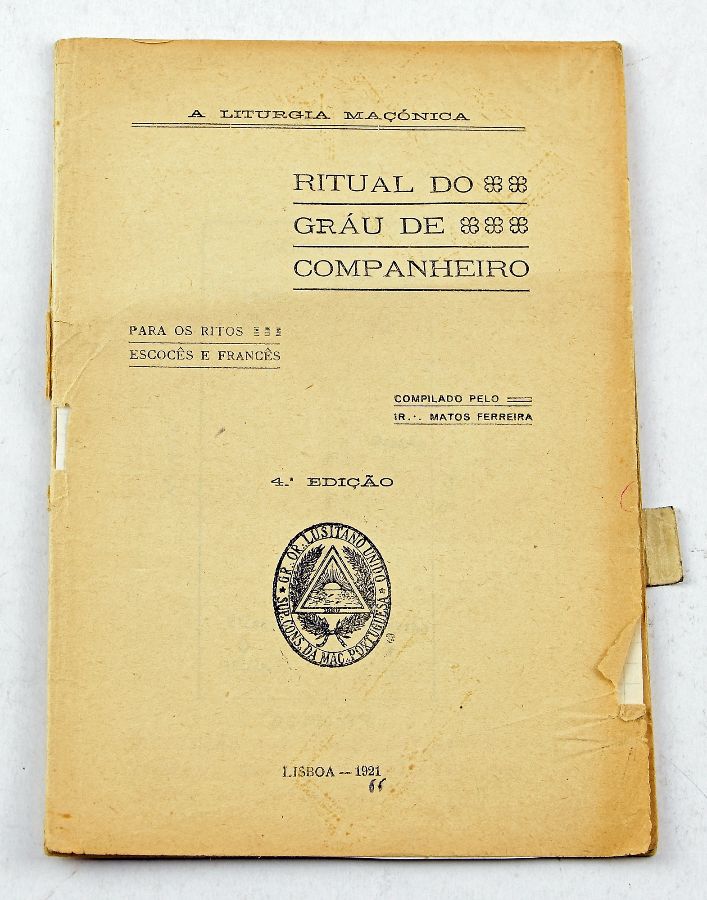 A LITURGIA MAÇÓNICA
RITUAL DO
GRÁU DE
COMPANHEIRO
PARA OS RITOS
ESCOCÊS E FRANCÊS
COMPILADO PELO
IR.·. MATOS FERREIRA
4.ª EDIÇÃO
GR. OR. LUSITANO UNIDO
SUP. CONS. DA MAÇ. PORTUGUESA
LISBOA — 1921
66